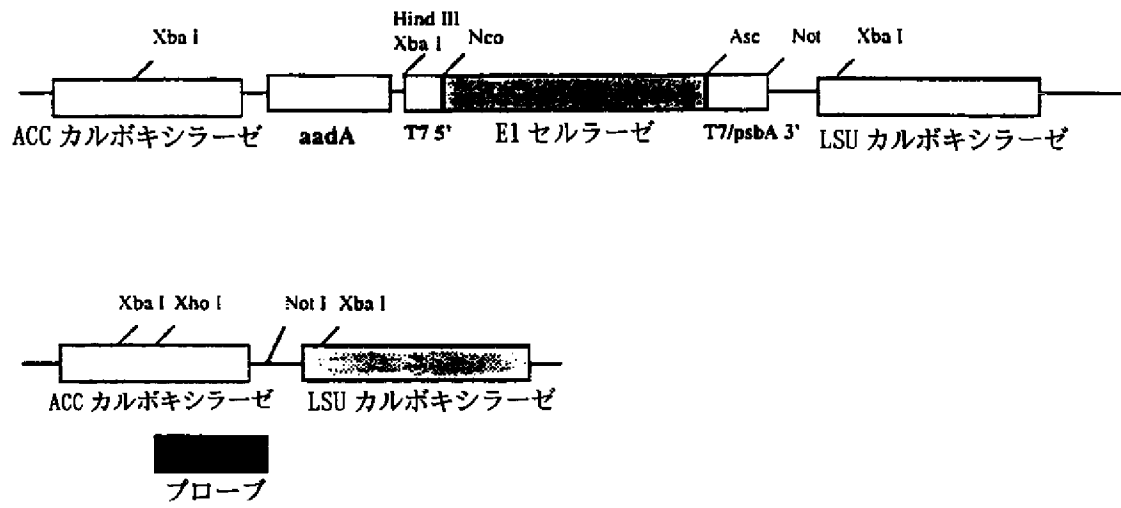 Hind III
Xba i
Xba I
Nco
Asc
Not
Xba I
ACC カルボキシラーゼ
aadA
T7 5'
E1 セルラーゼ
T7/psbA 3'
LSU カルボキシラーゼ
Xba I
Xho I
Not I
Xba I
ACC カルボキシラーゼ
LSU カルボキシラーゼ
プローブ